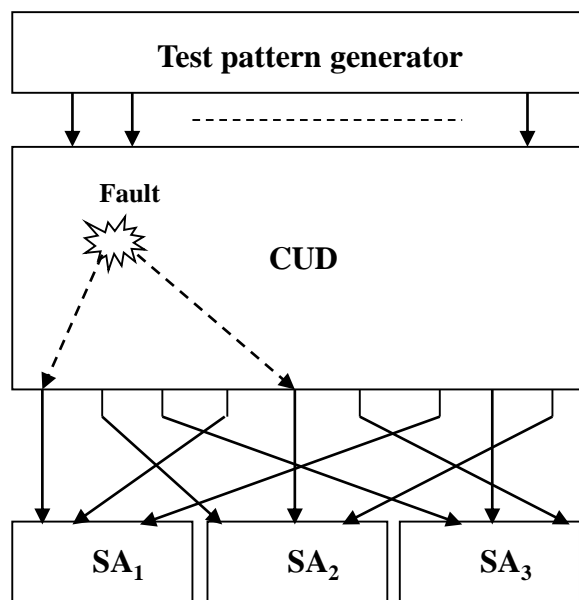 Test pattern generator
Fault
CUD
SA₁ SA₂ SA₃